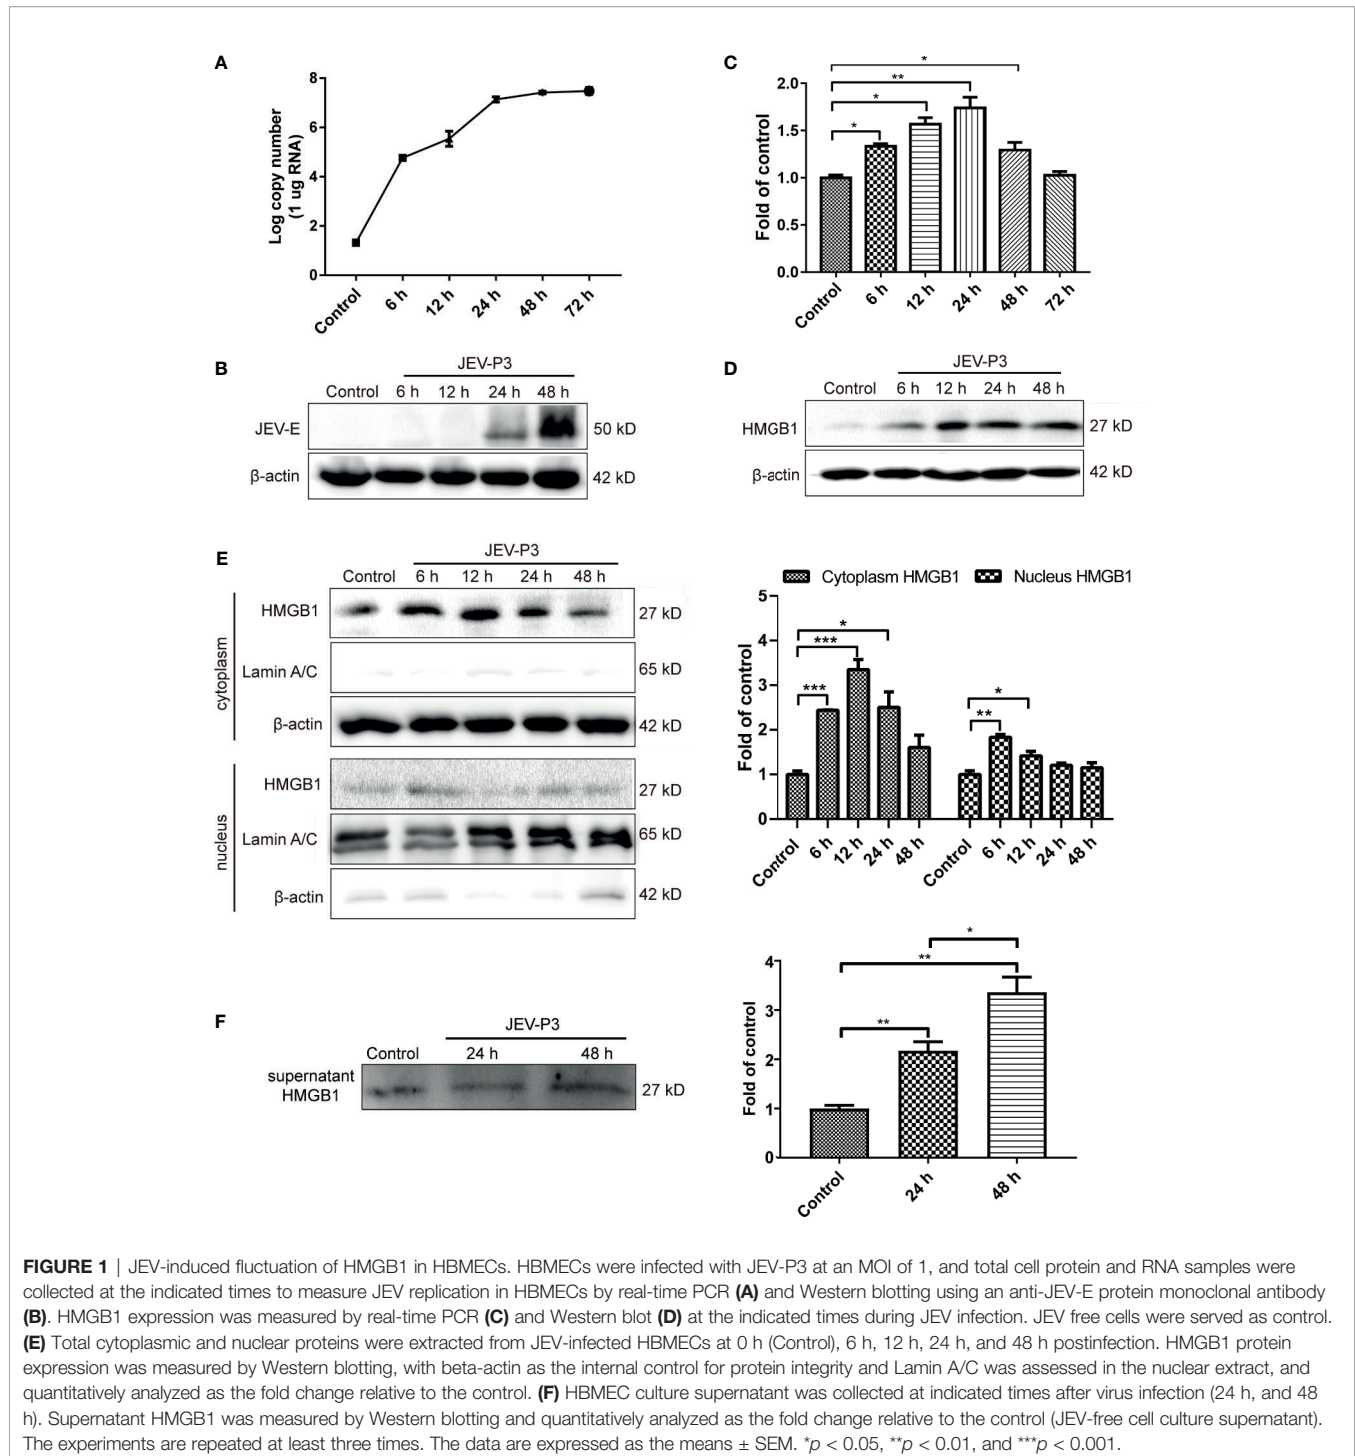 A
8
6
4
2
0
Log copy number
(1 ug RNA)
Control
6 h
12 h
24 h
48 h
72 h
C
2.0
1.5
1.0
0.5
0.0
Fold of control
*
**
*
*
Control
6 h
12 h
24 h
48 h
72 h
B
JEV-P3
Control 6 h 12 h 24 h 48 h
JEV-E 50 kD
β-actin 42 kD
D
JEV-P3
Control 6 h 12 h 24 h 48 h
HMGB1 27 kD
β-actin 42 kD
E
JEV-P3
Control 6 h 12 h 24 h 48 h
cytoplasm
HMGB1 27 kD
Lamin A/C 65 kD
β-actin 42 kD
nucleus
HMGB1 27 kD
Lamin A/C 65 kD
β-actin 42 kD
Cytoplasm HMGB1 Nucleus HMGB1
5
4
3
2
1
0
Fold of control
*
***
***
*
**
Control
6 h
12 h
24 h
48 h
Control
6 h
12 h
24 h
48 h
F
JEV-P3
Control 24 h 48 h
supernatant
HMGB1
27 kD
4
3
2
1
0
Fold of control
*
**
**
Control
24 h
48 h
FIGURE 1 | JEV-induced fluctuation of HMGB1 in HBMECs. HBMECs were infected with JEV-P3 at an MOI of 1, and total cell protein and RNA samples were
collected at the indicated times to measure JEV replication in HBMECs by real-time PCR (A) and Western blotting using an anti-JEV-E protein monoclonal antibody
(B). HMGB1 expression was measured by real-time PCR (C) and Western blot (D) at the indicated times during JEV infection. JEV free cells were served as control.
(E) Total cytoplasmic and nuclear proteins were extracted from JEV-infected HBMECs at 0 h (Control), 6 h, 12 h, 24 h, and 48 h postinfection. HMGB1 protein
expression was measured by Western blotting, with beta-actin as the internal control for protein integrity and Lamin A/C was assessed in the nuclear extract, and
quantitatively analyzed as the fold change relative to the control. (F) HBMEC culture supernatant was collected at indicated times after virus infection (24 h, and 48
h). Supernatant HMGB1 was measured by Western blotting and quantitatively analyzed as the fold change relative to the control (JEV-free cell culture supernatant).
The experiments are repeated at least three times. The data are expressed as the means ± SEM. *p < 0.05, **p < 0.01, and ***p < 0.001.